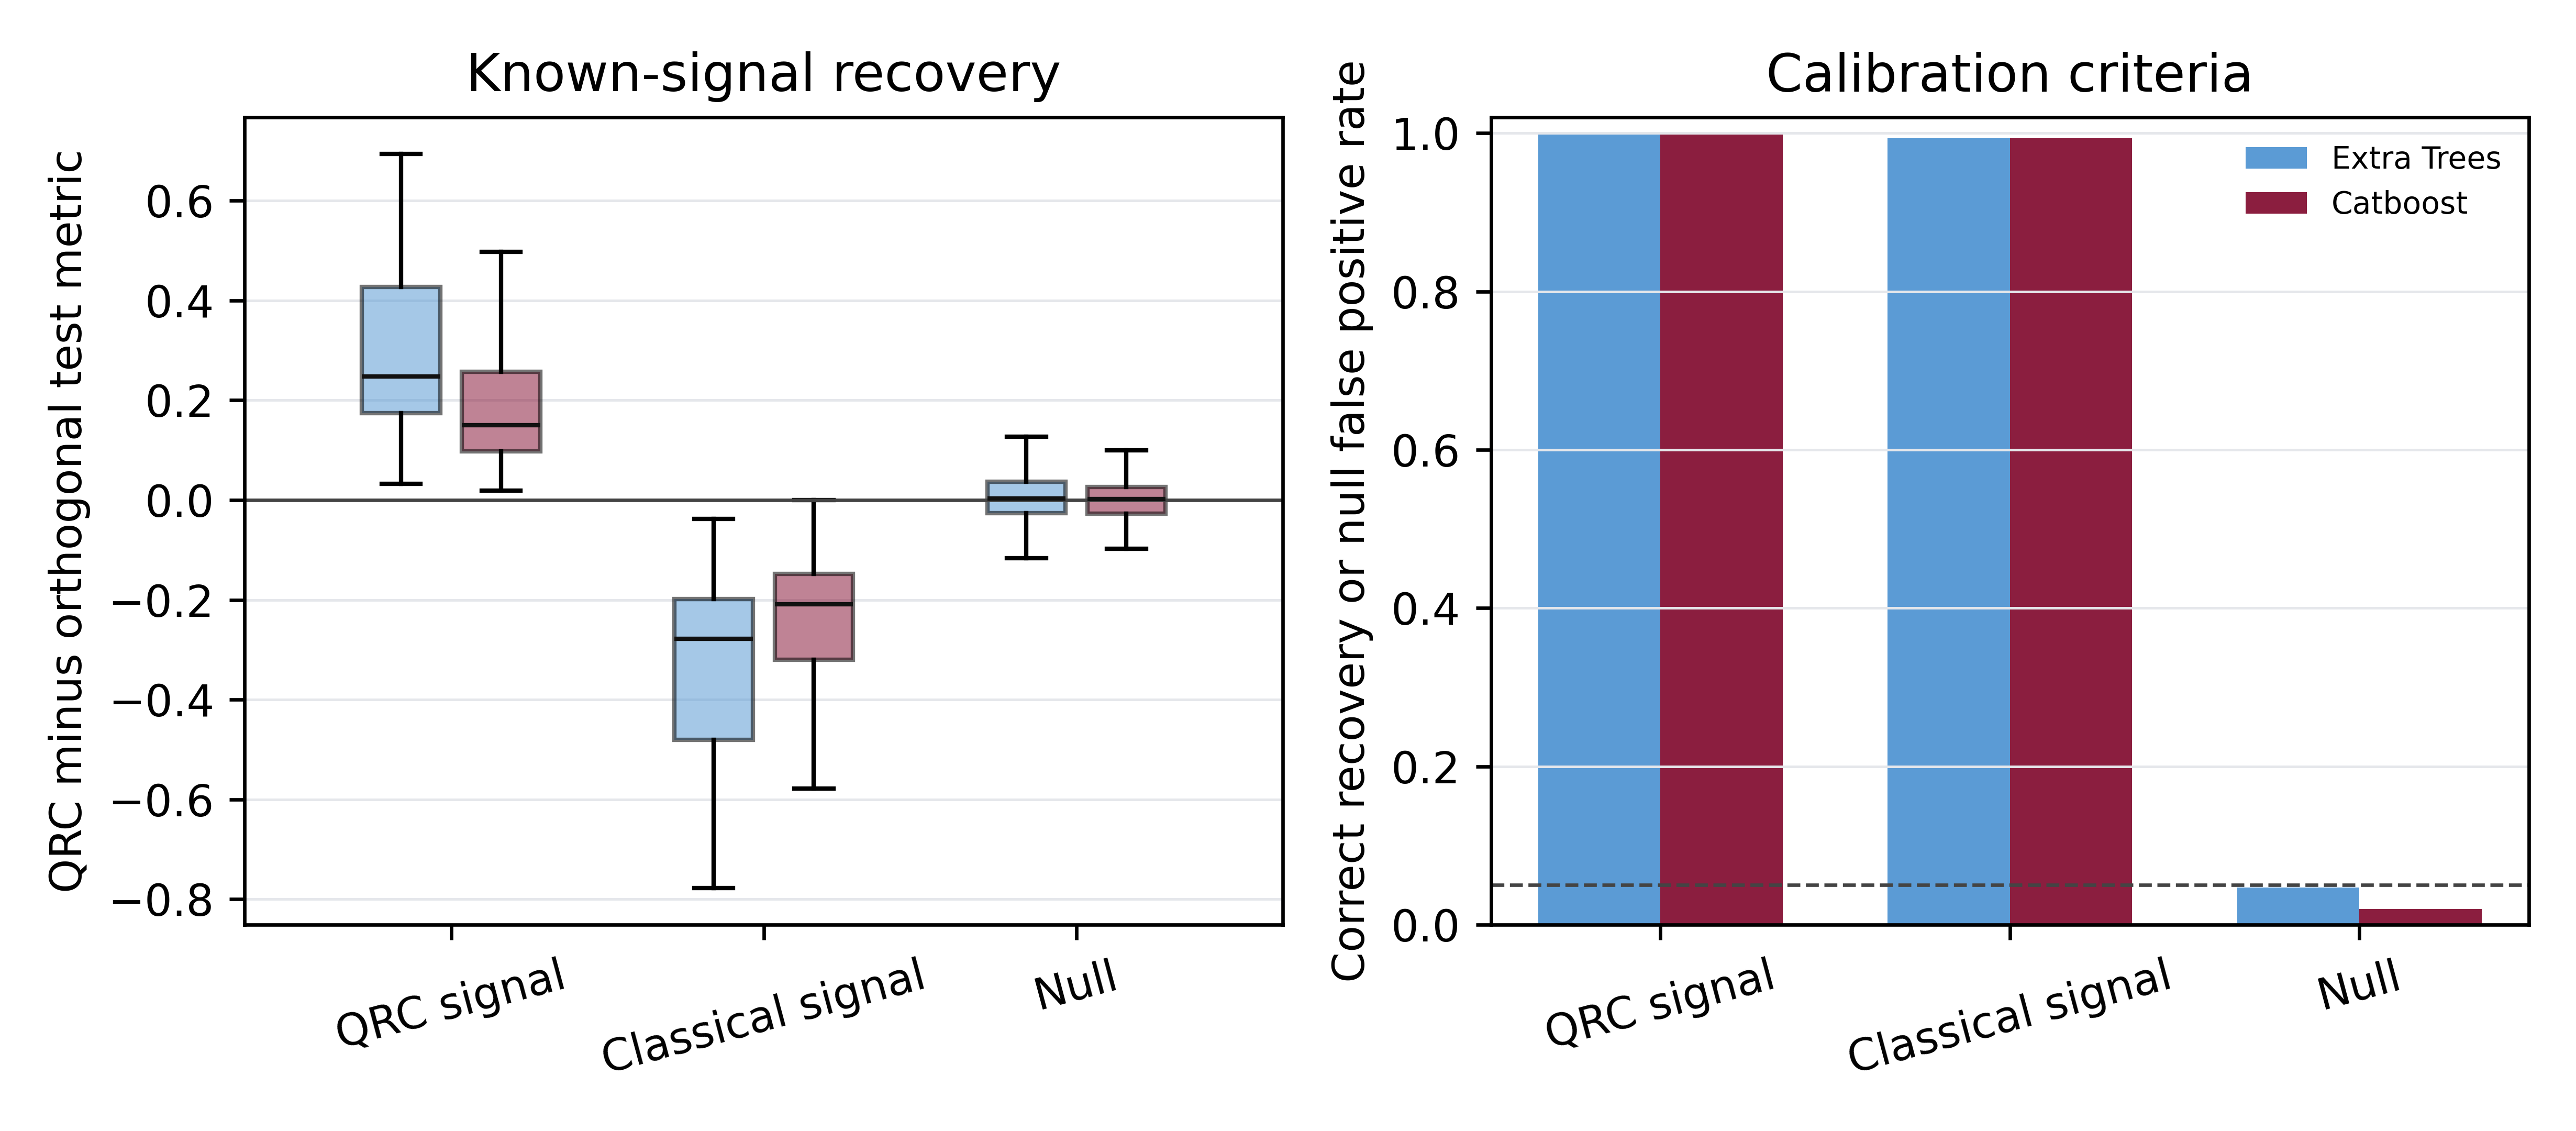 Known-signal recovery
QRC minus orthogonal test metric
0.6
0.4
0.2
0.0
−0.2
−0.4
−0.6
−0.8
QRC signal
Classical signal
Null
Calibration criteria
Correct recovery or null false positive rate
1.0
0.8
0.6
0.4
0.2
0.0
Extra Trees
Catboost
QRC signal
Classical signal
Null